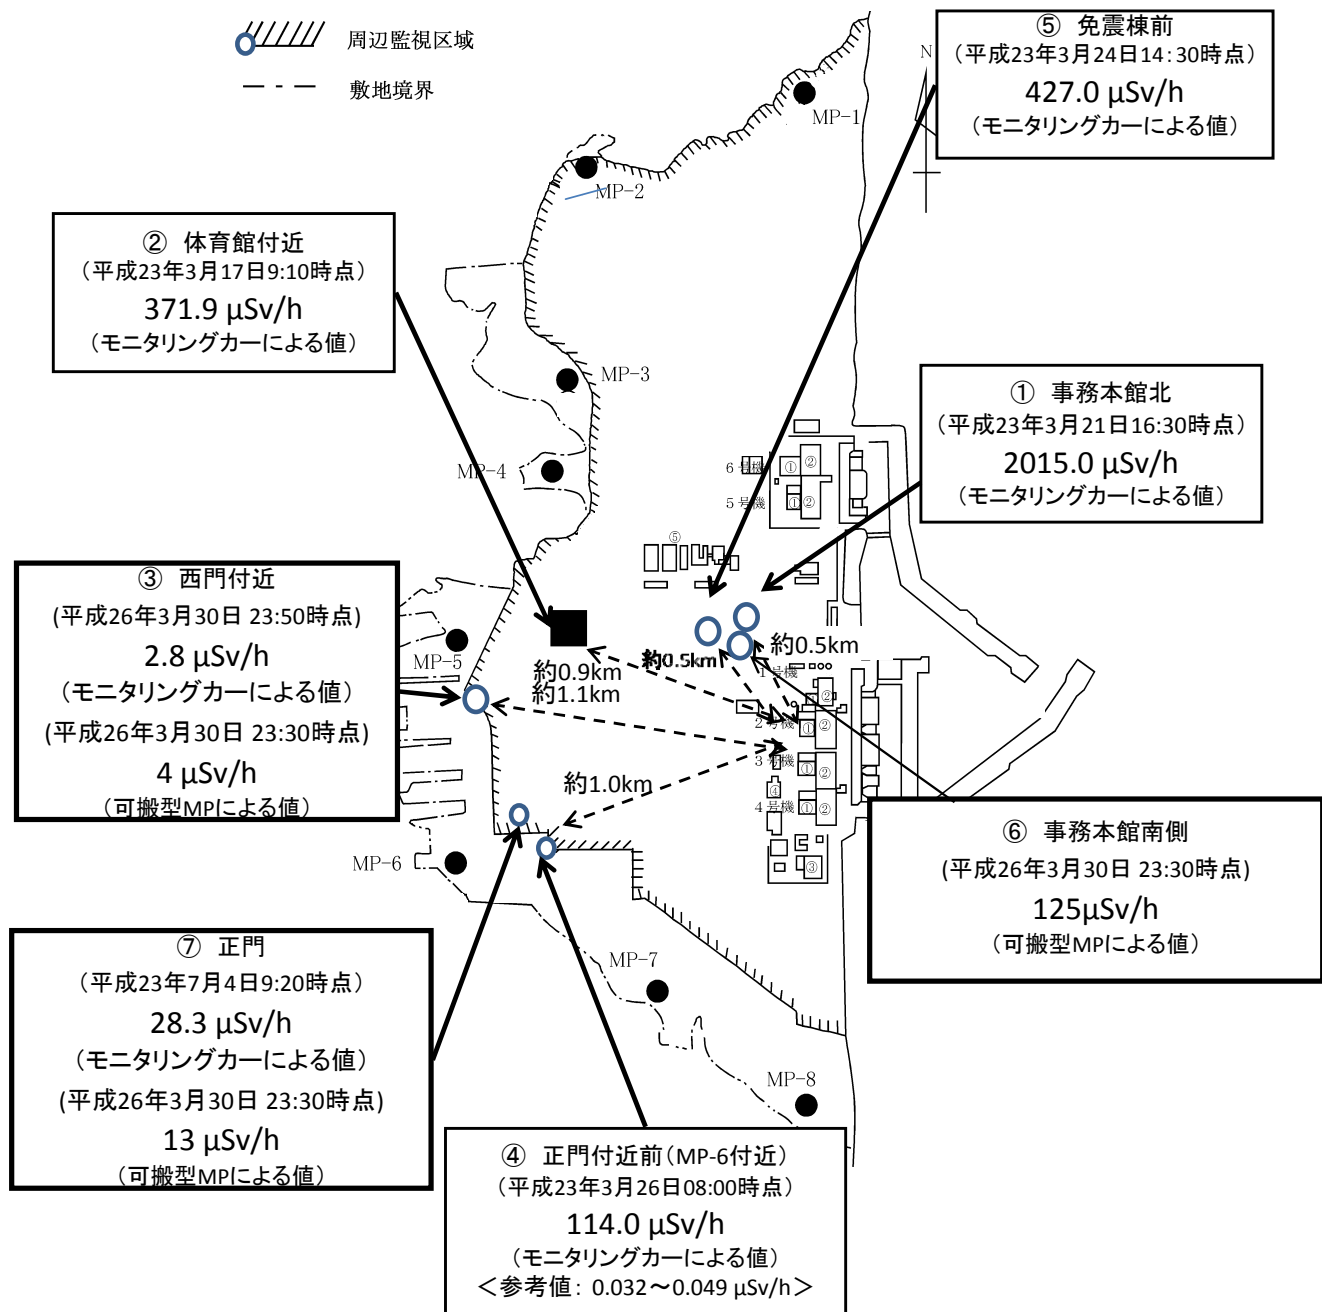 周辺監視区域
敷地境界
⑤ 免震棟前
（平成23年3月24日14:30時点）
427.0 μSv/h
（モニタリングカーによる値）
N
MP-1
MP-2
② 体育館付近
（平成23年3月17日9:10時点）
371.9 μSv/h
（モニタリングカーによる値）
MP-3
① 事務本館北
（平成23年3月21日16:30時点）
2015.0 μSv/h
（モニタリングカーによる値）
MP-4
6号機
① ②
5号機
① ②
⑤
③ 西門付近
(平成26年3月30日 23:50時点)
2.8 μSv/h
（モニタリングカーによる値）
(平成26年3月30日 23:30時点)
4 μSv/h
（可搬型MPによる値）
MP-5
約0.9km
約1.1km
約0.5km
約0.5km
1号機
②
2号機
① ②
3号機
① ②
約1.0km
④
4号機
① ②
③
MP-6
⑥ 事務本館南側
(平成26年3月30日 23:30時点)
125μSv/h
（可搬型MPによる値）
⑦ 正門
（平成23年7月4日9:20時点）
28.3 μSv/h
（モニタリングカーによる値）
(平成26年3月30日 23:30時点)
13 μSv/h
（可搬型MPによる値）
MP-7
MP-8
④ 正門付近前（MP-6付近）
（平成23年3月26日08:00時点）
114.0 μSv/h
（モニタリングカーによる値）
＜参考値： 0.032～0.049 μSv/h＞